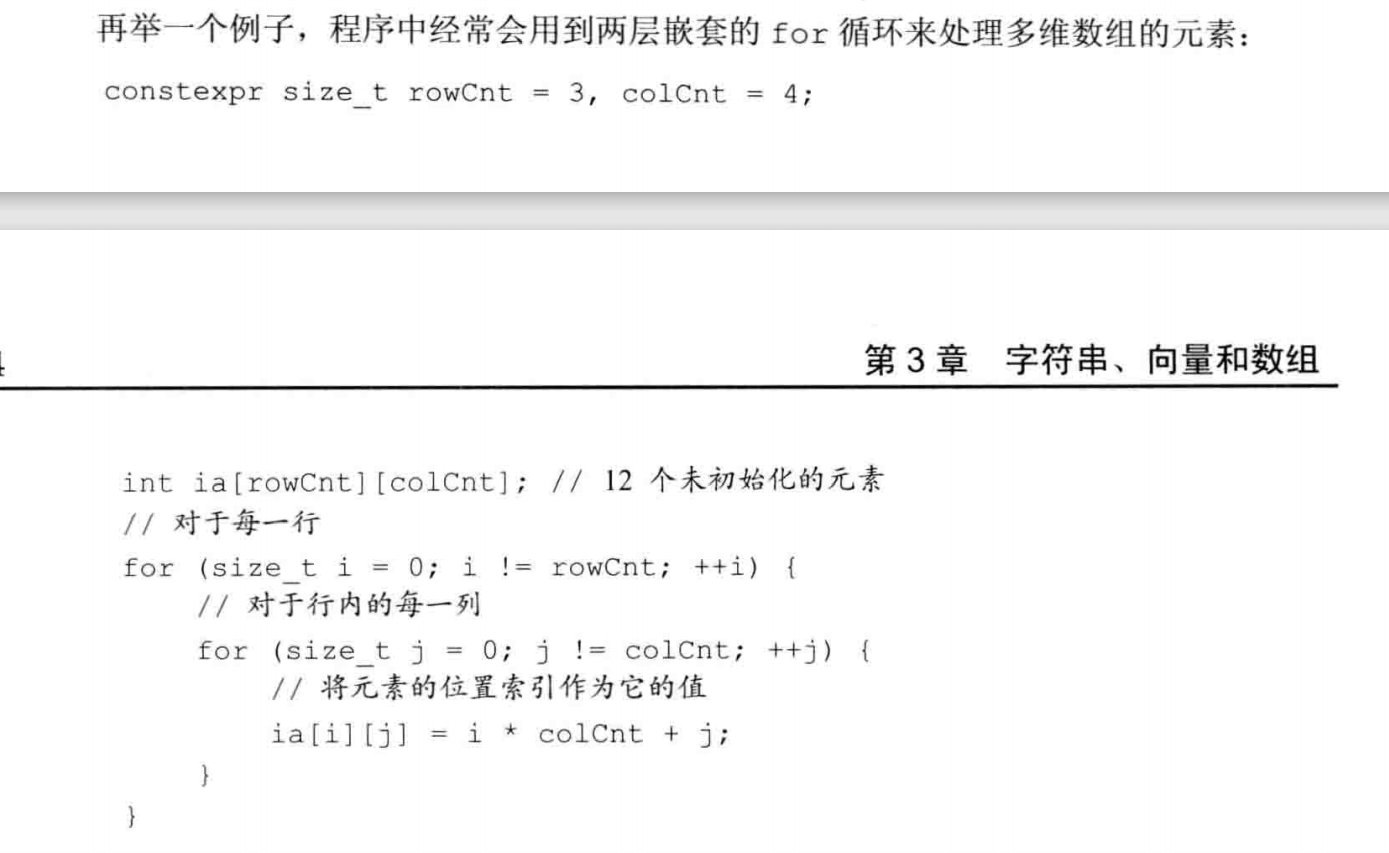 再举一个例子，程序中经常会用到两层嵌套的 for 循环来处理多维数组的元素：
constexpr size_t rowCnt = 3, colCnt = 4;
第 3 章　字符串、向量和数组
int ia[rowCnt][colCnt]; // 12 个未初始化的元素
// 对于每一行
for (size_t i = 0; i != rowCnt; ++i) {
    // 对于行内的每一列
    for (size_t j = 0; j != colCnt; ++j) {
        // 将元素的位置索引作为它的值
        ia[i][j] = i * colCnt + j;
    }
}